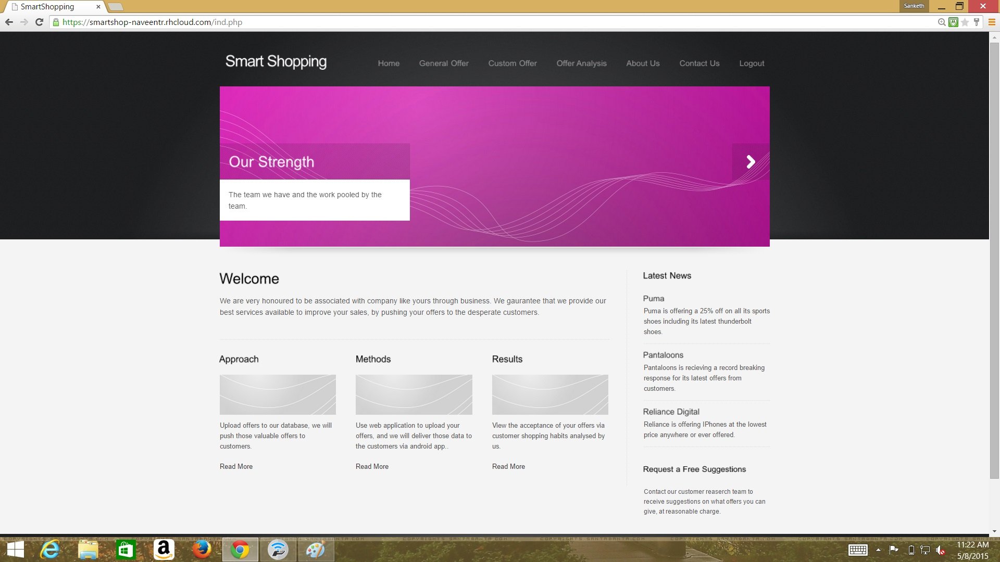 SmartShopping
Sanketh
https://smartshop-naveentr.rhcloud.com/ind.php
Smart Shopping
Home
General Offer
Custom Offer
Offer Analysis
About Us
Contact Us
Logout
Our Strength
The team we have and the work pooled by the
team.
Welcome
We are very honoured to be associated with company like yours through business. We gaurantee that we provide our
best services available to improve your sales, by pushing your offers to the desperate customers.
Approach
Upload offers to our database, we will
push those valuable offers to
customers.
Read More
Methods
Use web application to upload your
offers, and we will deliver those data to
the customers via android app..
Read More
Results
View the acceptance of your offers via
customer shopping habits analysed by
us.
Read More
Latest News
Puma
Puma is offering a 25% off on all its sports
shoes including its latest thunderbolt
shoes.
Pantaloons
Pantaloons is recieving a record breaking
response for its latest offers from
customers.
Reliance Digital
Reliance is offering IPhones at the lowest
price anywhere or ever offered.
Request a Free Suggestions
Contact our customer reaserch team to
receive suggestions on what offers you can
give, at reasonable charge.
COPYRIGHTS SANTABANTA.COM
11:22 AM
5/8/2015